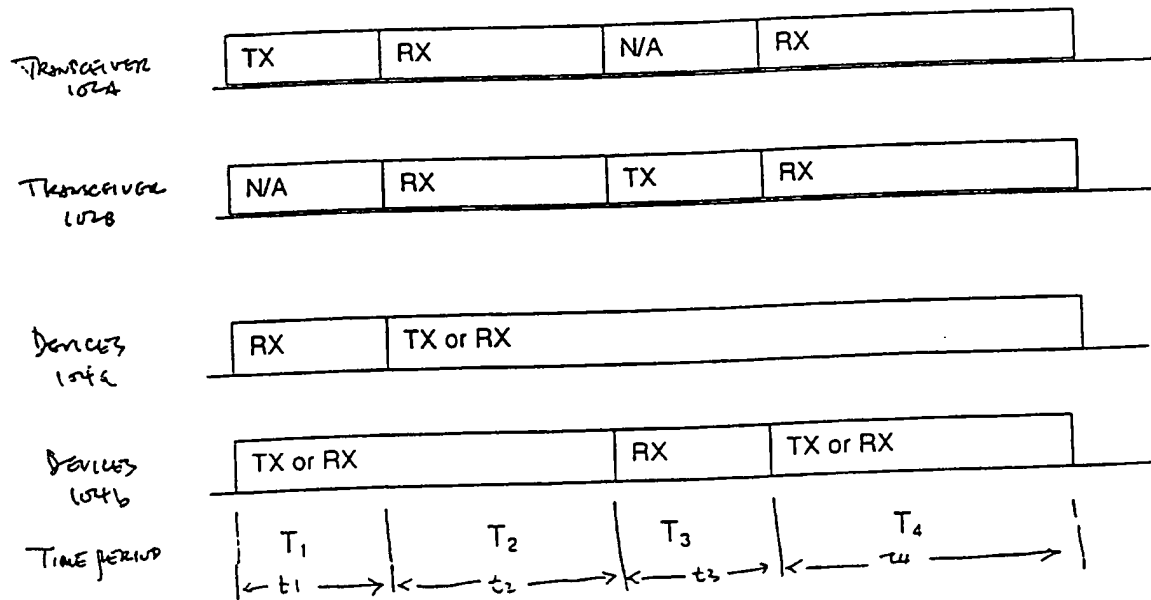 TRANSCEIVER
102A
TX RX N/A RX
TRANSCEIVER
102B
N/A RX TX RX
DEVICES
104a
RX TX or RX
DEVICES
104b
TX or RX RX TX or RX
TIME PERIOD
T1 T2 T3 T4
t1 t2 t3 t4